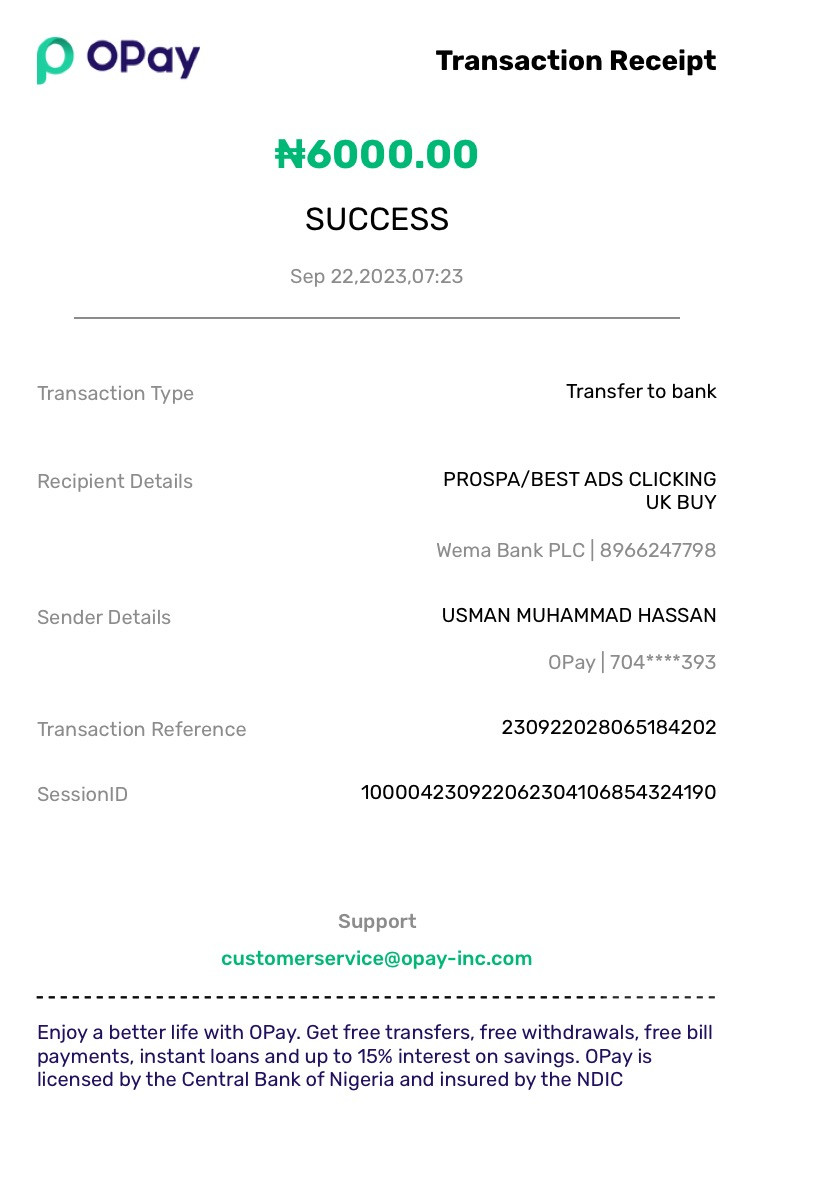 OPay
Transaction Receipt
₦6000.00
SUCCESS
Sep 22,2023,07:23
Transaction Type
Transfer to bank
Recipient Details
PROSPA/BEST ADS CLICKING
UK BUY
Wema Bank PLC | 8966247798
Sender Details
USMAN MUHAMMAD HASSAN
OPay | 704****393
Transaction Reference
230922028065184202
SessionID
100004230922062304106854324190
Support
customerservice@opay-inc.com
Enjoy a better life with OPay. Get free transfers, free withdrawals, free bill
payments, instant loans and up to 15% interest on savings. OPay is
licensed by the Central Bank of Nigeria and insured by the NDIC